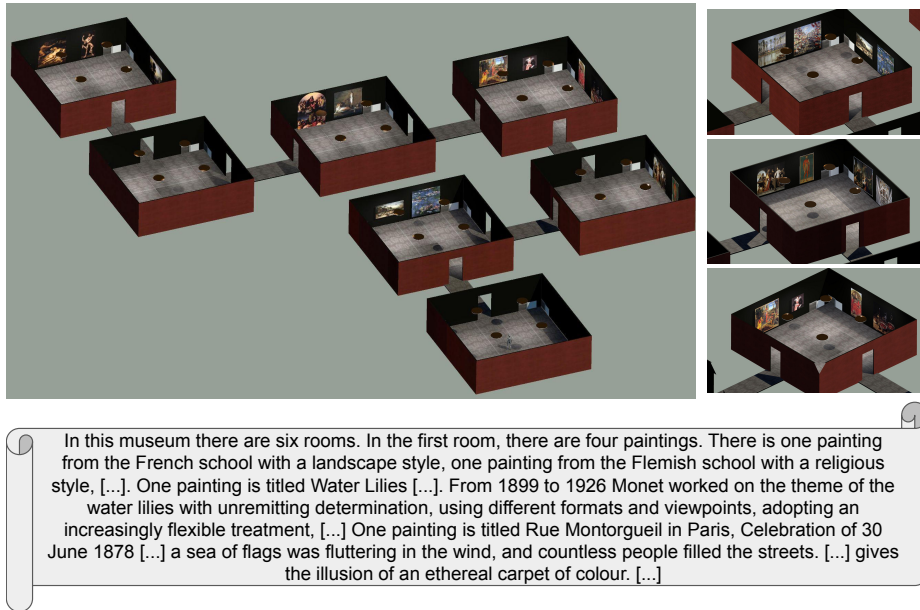 In this museum there are six rooms. In the first room, there are four paintings. There is one painting
from the French school with a landscape style, one painting from the Flemish school with a religious
style, [...]. One painting is titled Water Lilies [...]. From 1899 to 1926 Monet worked on the theme of the
water lilies with unremitting determination, using different formats and viewpoints, adopting an
increasingly flexible treatment, [...] One painting is titled Rue Montorgueil in Paris, Celebration of 30
June 1878 [...] a sea of flags was fluttering in the wind, and countless people filled the streets. [...] gives
the illusion of an ethereal carpet of colour. [...]